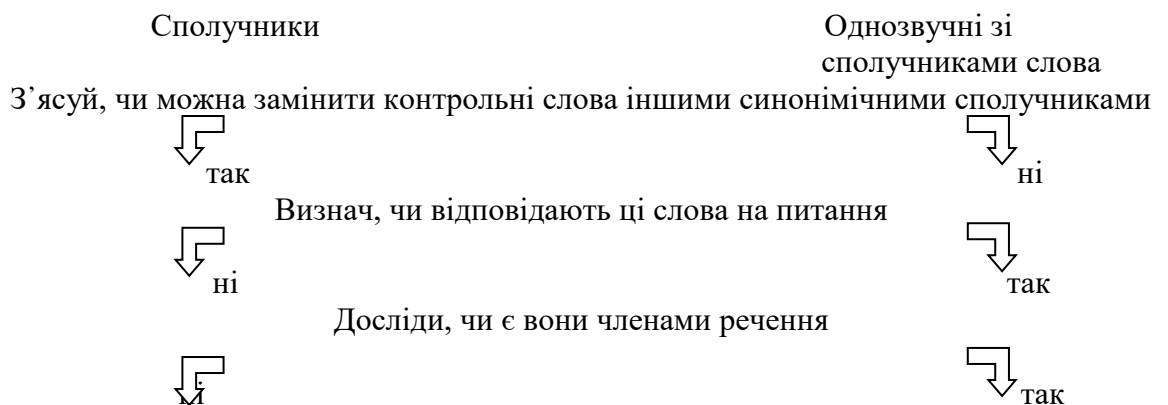 Сполучники Однозвучні зі
сполучниками слова
З’ясуй, чи можна замінити контрольні слова іншими синонімічними сполучниками
так ні
Визнач, чи відповідають ці слова на питання
ні так
Досліди, чи є вони членами речення
так